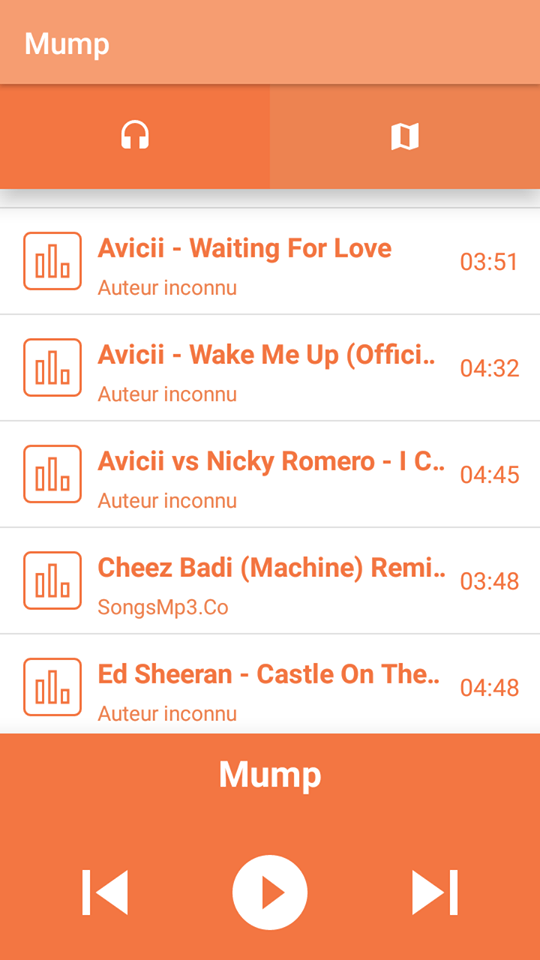 Mump
Avicii - Waiting For Love
03:51
Auteur inconnu
Avicii - Wake Me Up (Offici..
04:32
Auteur inconnu
Avicii vs Nicky Romero - I C..
04:45
Auteur inconnu
Cheez Badi (Machine) Remi..
03:48
SongsMp3.Co
Ed Sheeran - Castle On The..
04:48
Auteur inconnu
Mump